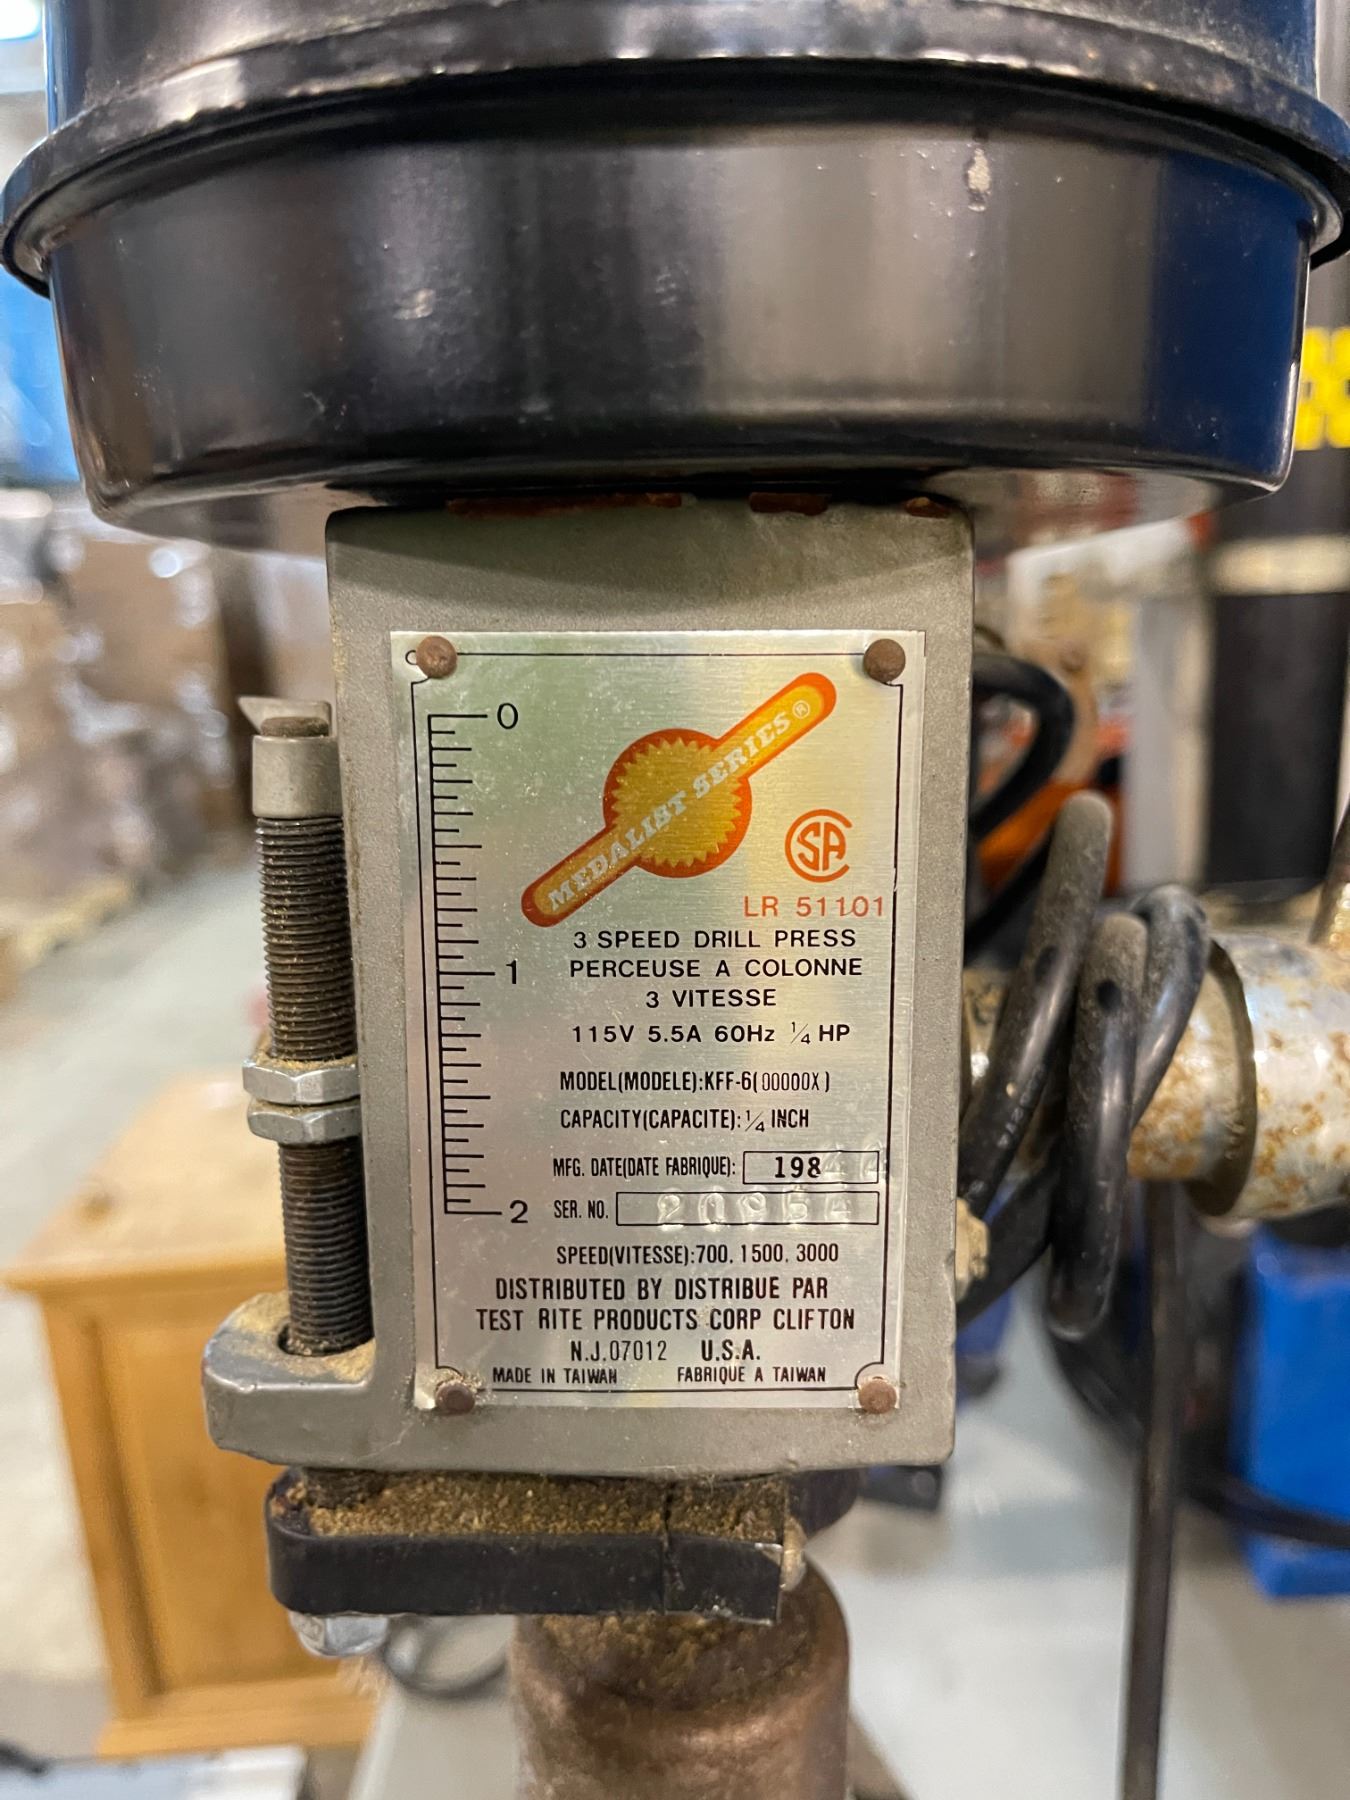 0
1
2
MEDALIST SERIES®
CSA
LR 51101
3 SPEED DRILL PRESS
PERCEUSE A COLONNE
3 VITESSE
115V 5.5A 60Hz ¼ HP
MODEL(MODELE):KFF-6(00000X)
CAPACITY(CAPACITE):¼ INCH
MFG. DATE(DATE FABRIQUE): 198
SER. NO.
SPEED(VITESSE):700. 1500. 3000
DISTRIBUTED BY DISTRIBUE PAR
TEST RITE PRODUCTS CORP CLIFTON
N.J.07012 U.S.A.
MADE IN TAIWAN FABRIQUE A TAIWAN